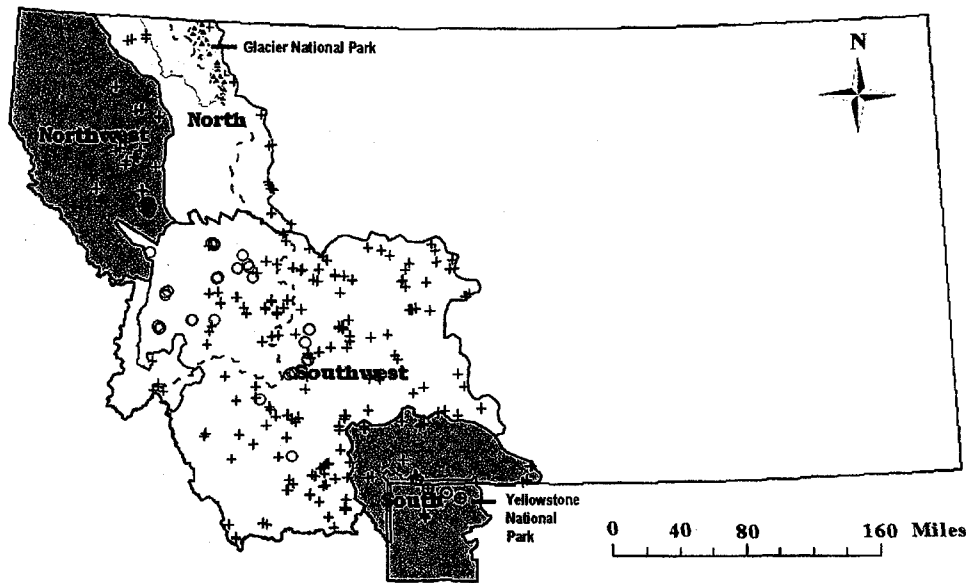 Glacier National Park
N
North
Northwest
Southwest
South
Yellowstone
National
Park
0 40 80 160 Miles